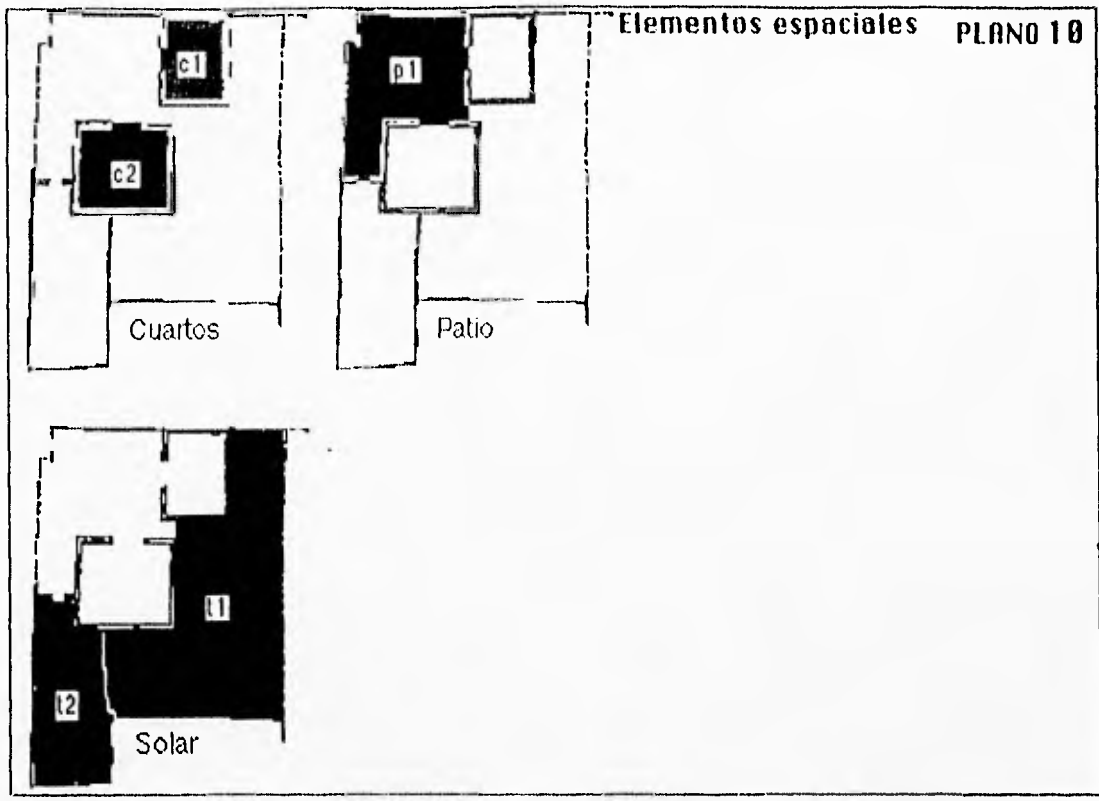 Elementos espaciales PLANO 10
c1
p1
c2
Cuartos
Patio
t1
t2
Solar